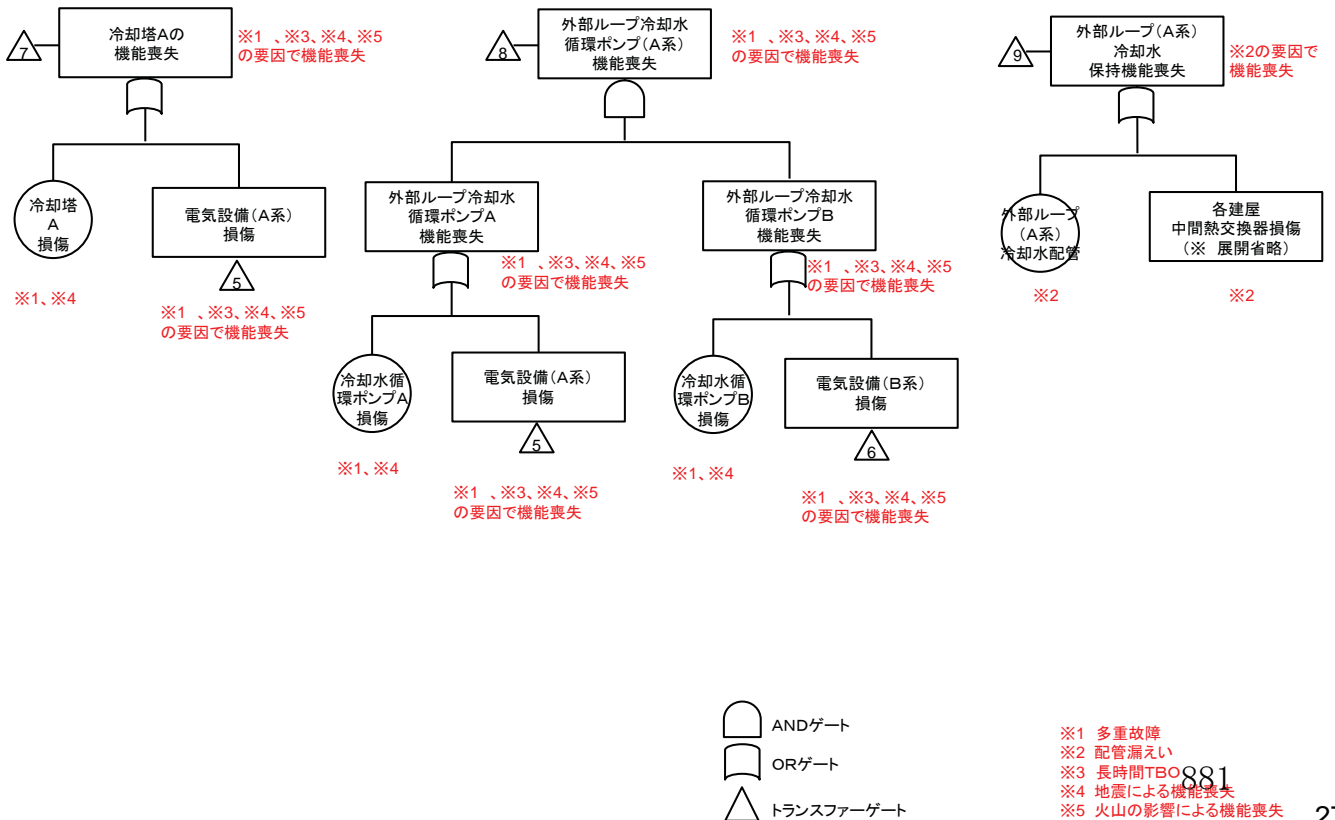 7
冷却塔Aの
機能喪失
※1 、※3、※4、※5
の要因で機能喪失
冷却塔
A
損傷
※1、※4
電気設備(A系)
損傷
5
※1 、※3、※4、※5
の要因で機能喪失
8
外部ループ冷却水
循環ポンプ(A系)
機能喪失
※1 、※3、※4、※5
の要因で機能喪失
外部ループ冷却水
循環ポンプA
機能喪失
※1 、※3、※4、※5
の要因で機能喪失
冷却水循
環ポンプA
損傷
※1、※4
電気設備(A系)
損傷
5
※1 、※3、※4、※5
の要因で機能喪失
外部ループ冷却水
循環ポンプB
機能喪失
※1 、※3、※4、※5
の要因で機能喪失
冷却水循
環ポンプB
損傷
※1、※4
電気設備(B系)
損傷
6
※1 、※3、※4、※5
の要因で機能喪失
9
外部ループ(A系)
冷却水
保持機能喪失
※2の要因で
機能喪失
外部ループ
(A系)
冷却水配管
※2
各建屋
中間熱交換器損傷
(※ 展開省略)
※2
ANDゲート
ORゲート
トランスファーゲート
※1 多重故障
※2 配管漏えい
※3 長時間TBO
881
※4 地震による機能喪失
※5 火山の影響による機能喪失